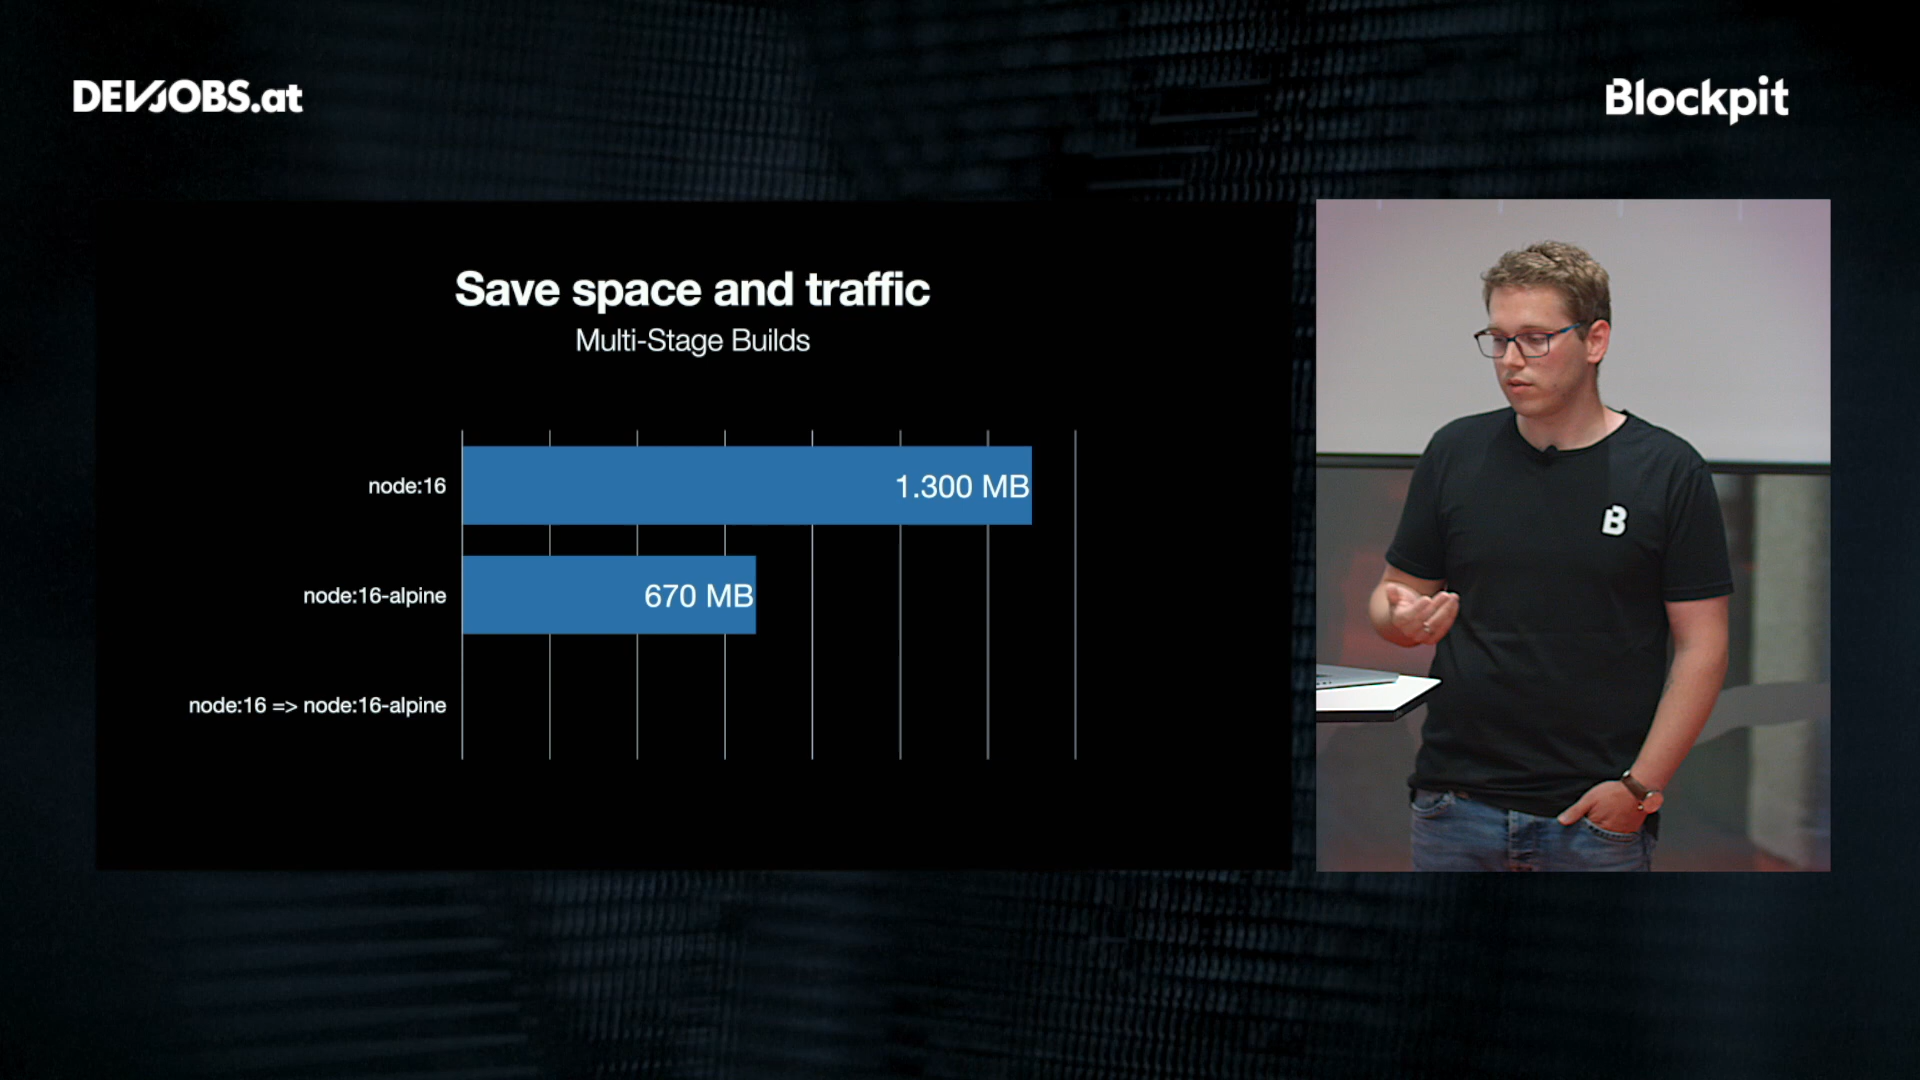 DEVJOBS.at
Blockpit
Save space and traffic
Multi-Stage Builds
node:16
1.300 MB
node:16-alpine
670 MB
node:16 => node:16-alpine
B